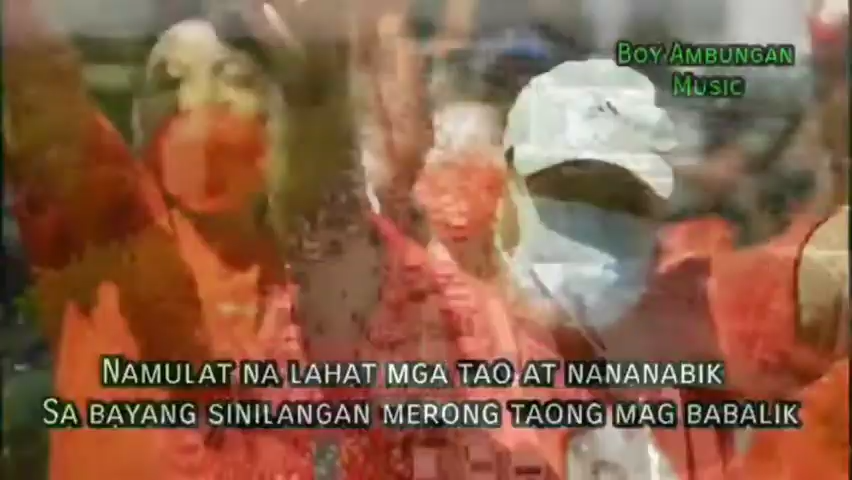 Boy Ambungan
Music
Namulat na lahat mga tao at nananabik
Sa bayang sinilangan merong taong mag babalik